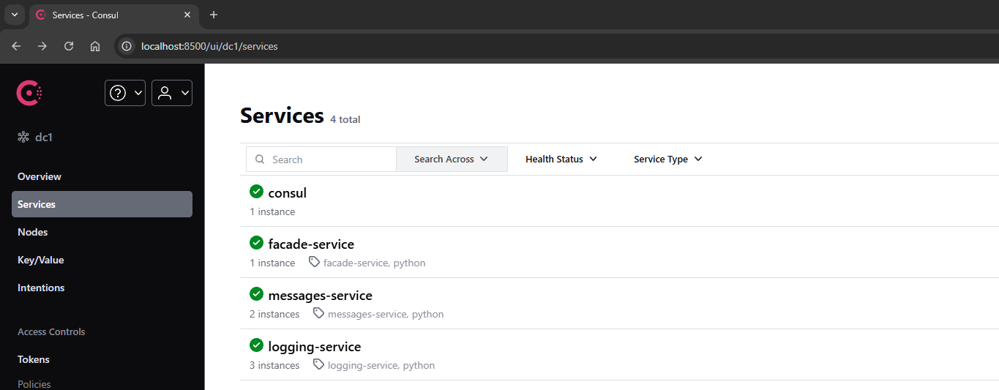 Services - Consul
localhost:8500/ui/dc1/services
dc1
Overview
Services
Nodes
Key/Value
Intentions
Access Controls
Tokens
Policies
Services 4 total
Search Search Across Health Status Service Type
consul
1 instance
facade-service
1 instance facade-service, python
messages-service
2 instances messages-service, python
logging-service
3 instances logging-service, python